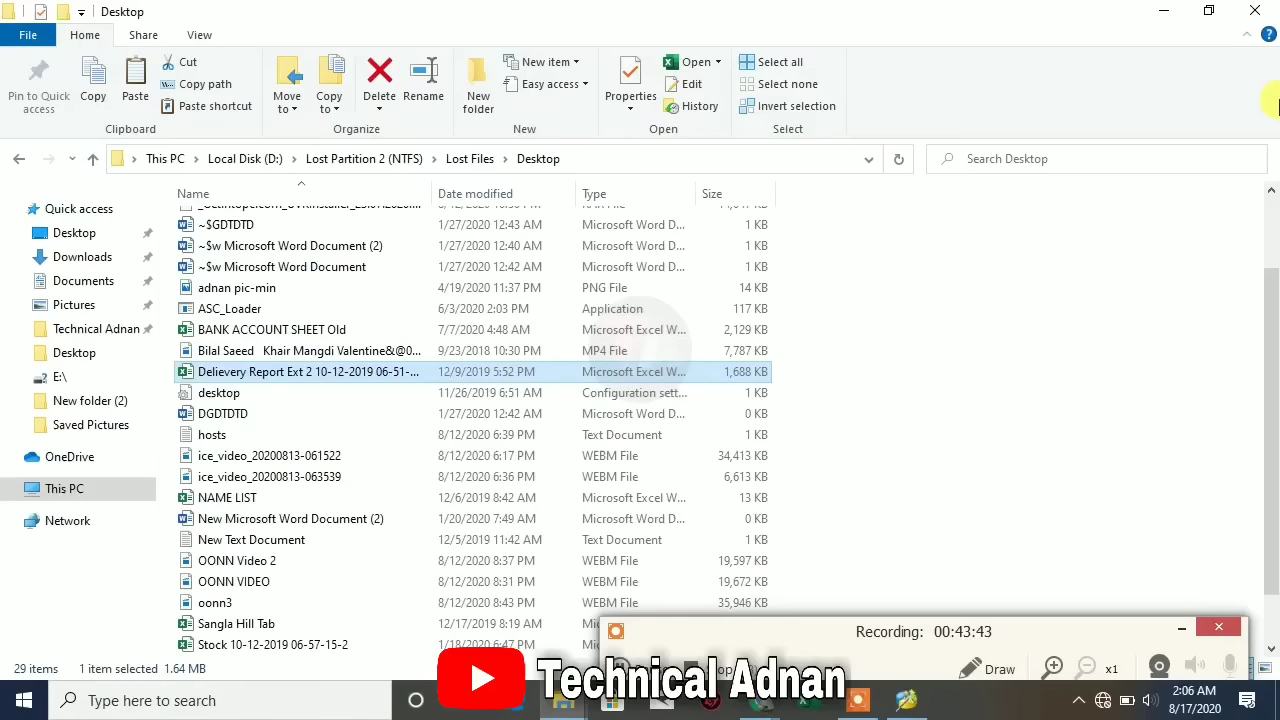 Desktop
File Home Share View
Pin to Quick access
Copy
Paste
Cut
Copy path
Paste shortcut
Clipboard
Move to
Copy to
Delete
Rename
Organize
New folder
New item
Easy access
New
Properties
Open
Edit
History
Open
Select all
Select none
Invert selection
Select
This PC > Local Disk (D:) > Lost Partition 2 (NTFS) > Lost Files > Desktop
Search Desktop
Quick access
Desktop
Downloads
Documents
Pictures
Technical Adnan
Desktop
E:\
New folder (2)
Saved Pictures
OneDrive
This PC
Network
Name Date modified Type Size
~$GDTDTD 1/27/2020 12:43 AM Microsoft Word D... 1 KB
~$w Microsoft Word Document (2) 1/27/2020 12:40 AM Microsoft Word D... 1 KB
~$w Microsoft Word Document 1/27/2020 12:42 AM Microsoft Word D... 1 KB
adnan pic-min 4/19/2020 11:37 PM PNG File 14 KB
ASC_Loader 6/3/2020 2:03 PM Application 117 KB
BANK ACCOUNT SHEET Old 7/7/2020 4:48 AM Microsoft Excel W... 2,129 KB
Bilal Saeed Khair Mangdi Valentine&@0... 9/23/2018 10:30 PM MP4 File 7,787 KB
Delievery Report Ext 2 10-12-2019 06-51-... 12/9/2019 5:52 PM Microsoft Excel W... 1,688 KB
desktop 11/26/2019 6:51 AM Configuration sett... 1 KB
DGDTDTD 1/27/2020 12:42 AM Microsoft Word D... 0 KB
hosts 8/12/2020 6:39 PM Text Document 1 KB
ice_video_20200813-061522 8/12/2020 6:17 PM WEBM File 34,413 KB
ice_video_20200813-063539 8/12/2020 6:36 PM WEBM File 6,613 KB
NAME LIST 12/6/2019 8:42 AM Microsoft Excel W... 13 KB
New Microsoft Word Document (2) 1/20/2020 7:49 AM Microsoft Word D... 0 KB
New Text Document 12/5/2019 11:42 AM Text Document 1 KB
OONN Video 2 8/12/2020 8:37 PM WEBM File 19,597 KB
OONN VIDEO 8/12/2020 8:31 PM WEBM File 19,672 KB
oonn3 8/12/2020 8:43 PM WEBM File 35,946 KB
Sangla Hill Tab 12/17/2019 8:19 AM
Stock 10-12-2019 06-57-15-2 1/18/2020 6:47 PM
29 items 1 item selected 1.64 MB
Recording: 00:43:43
Draw
x1
Technical Adnan
Type here to search
2:06 AM
8/17/2020